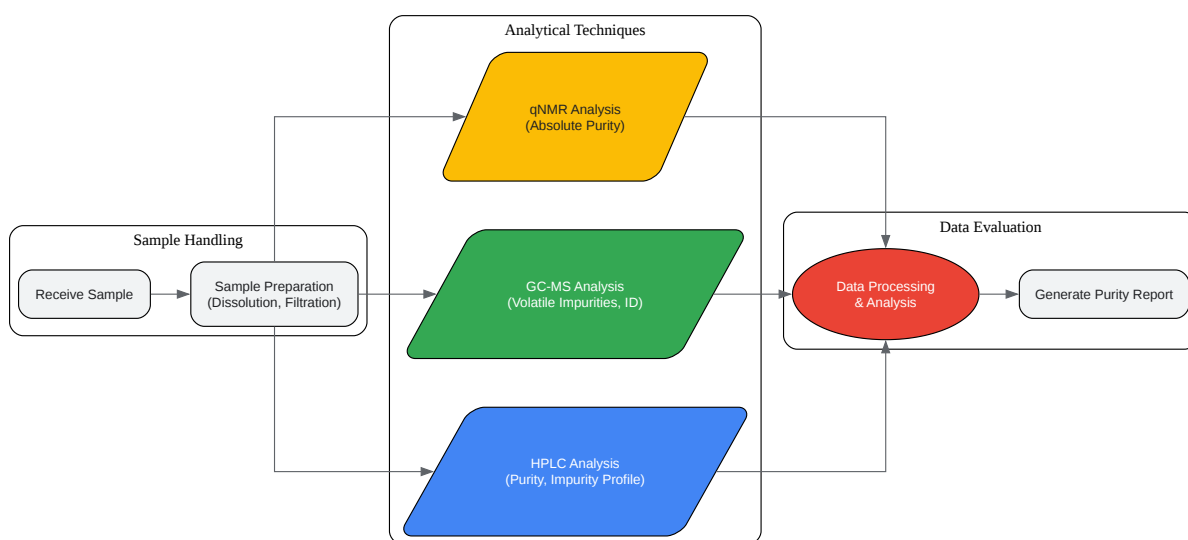 Analytical Techniques
qNMR Analysis
(Absolute Purity)
Sample Handling
Receive Sample
Sample Preparation
(Dissolution, Filtration)
GC-MS Analysis
(Volatile Impurities, ID)
HPLC Analysis
(Purity, Impurity Profile)
Data Evaluation
Data Processing
& Analysis
Generate Purity Report